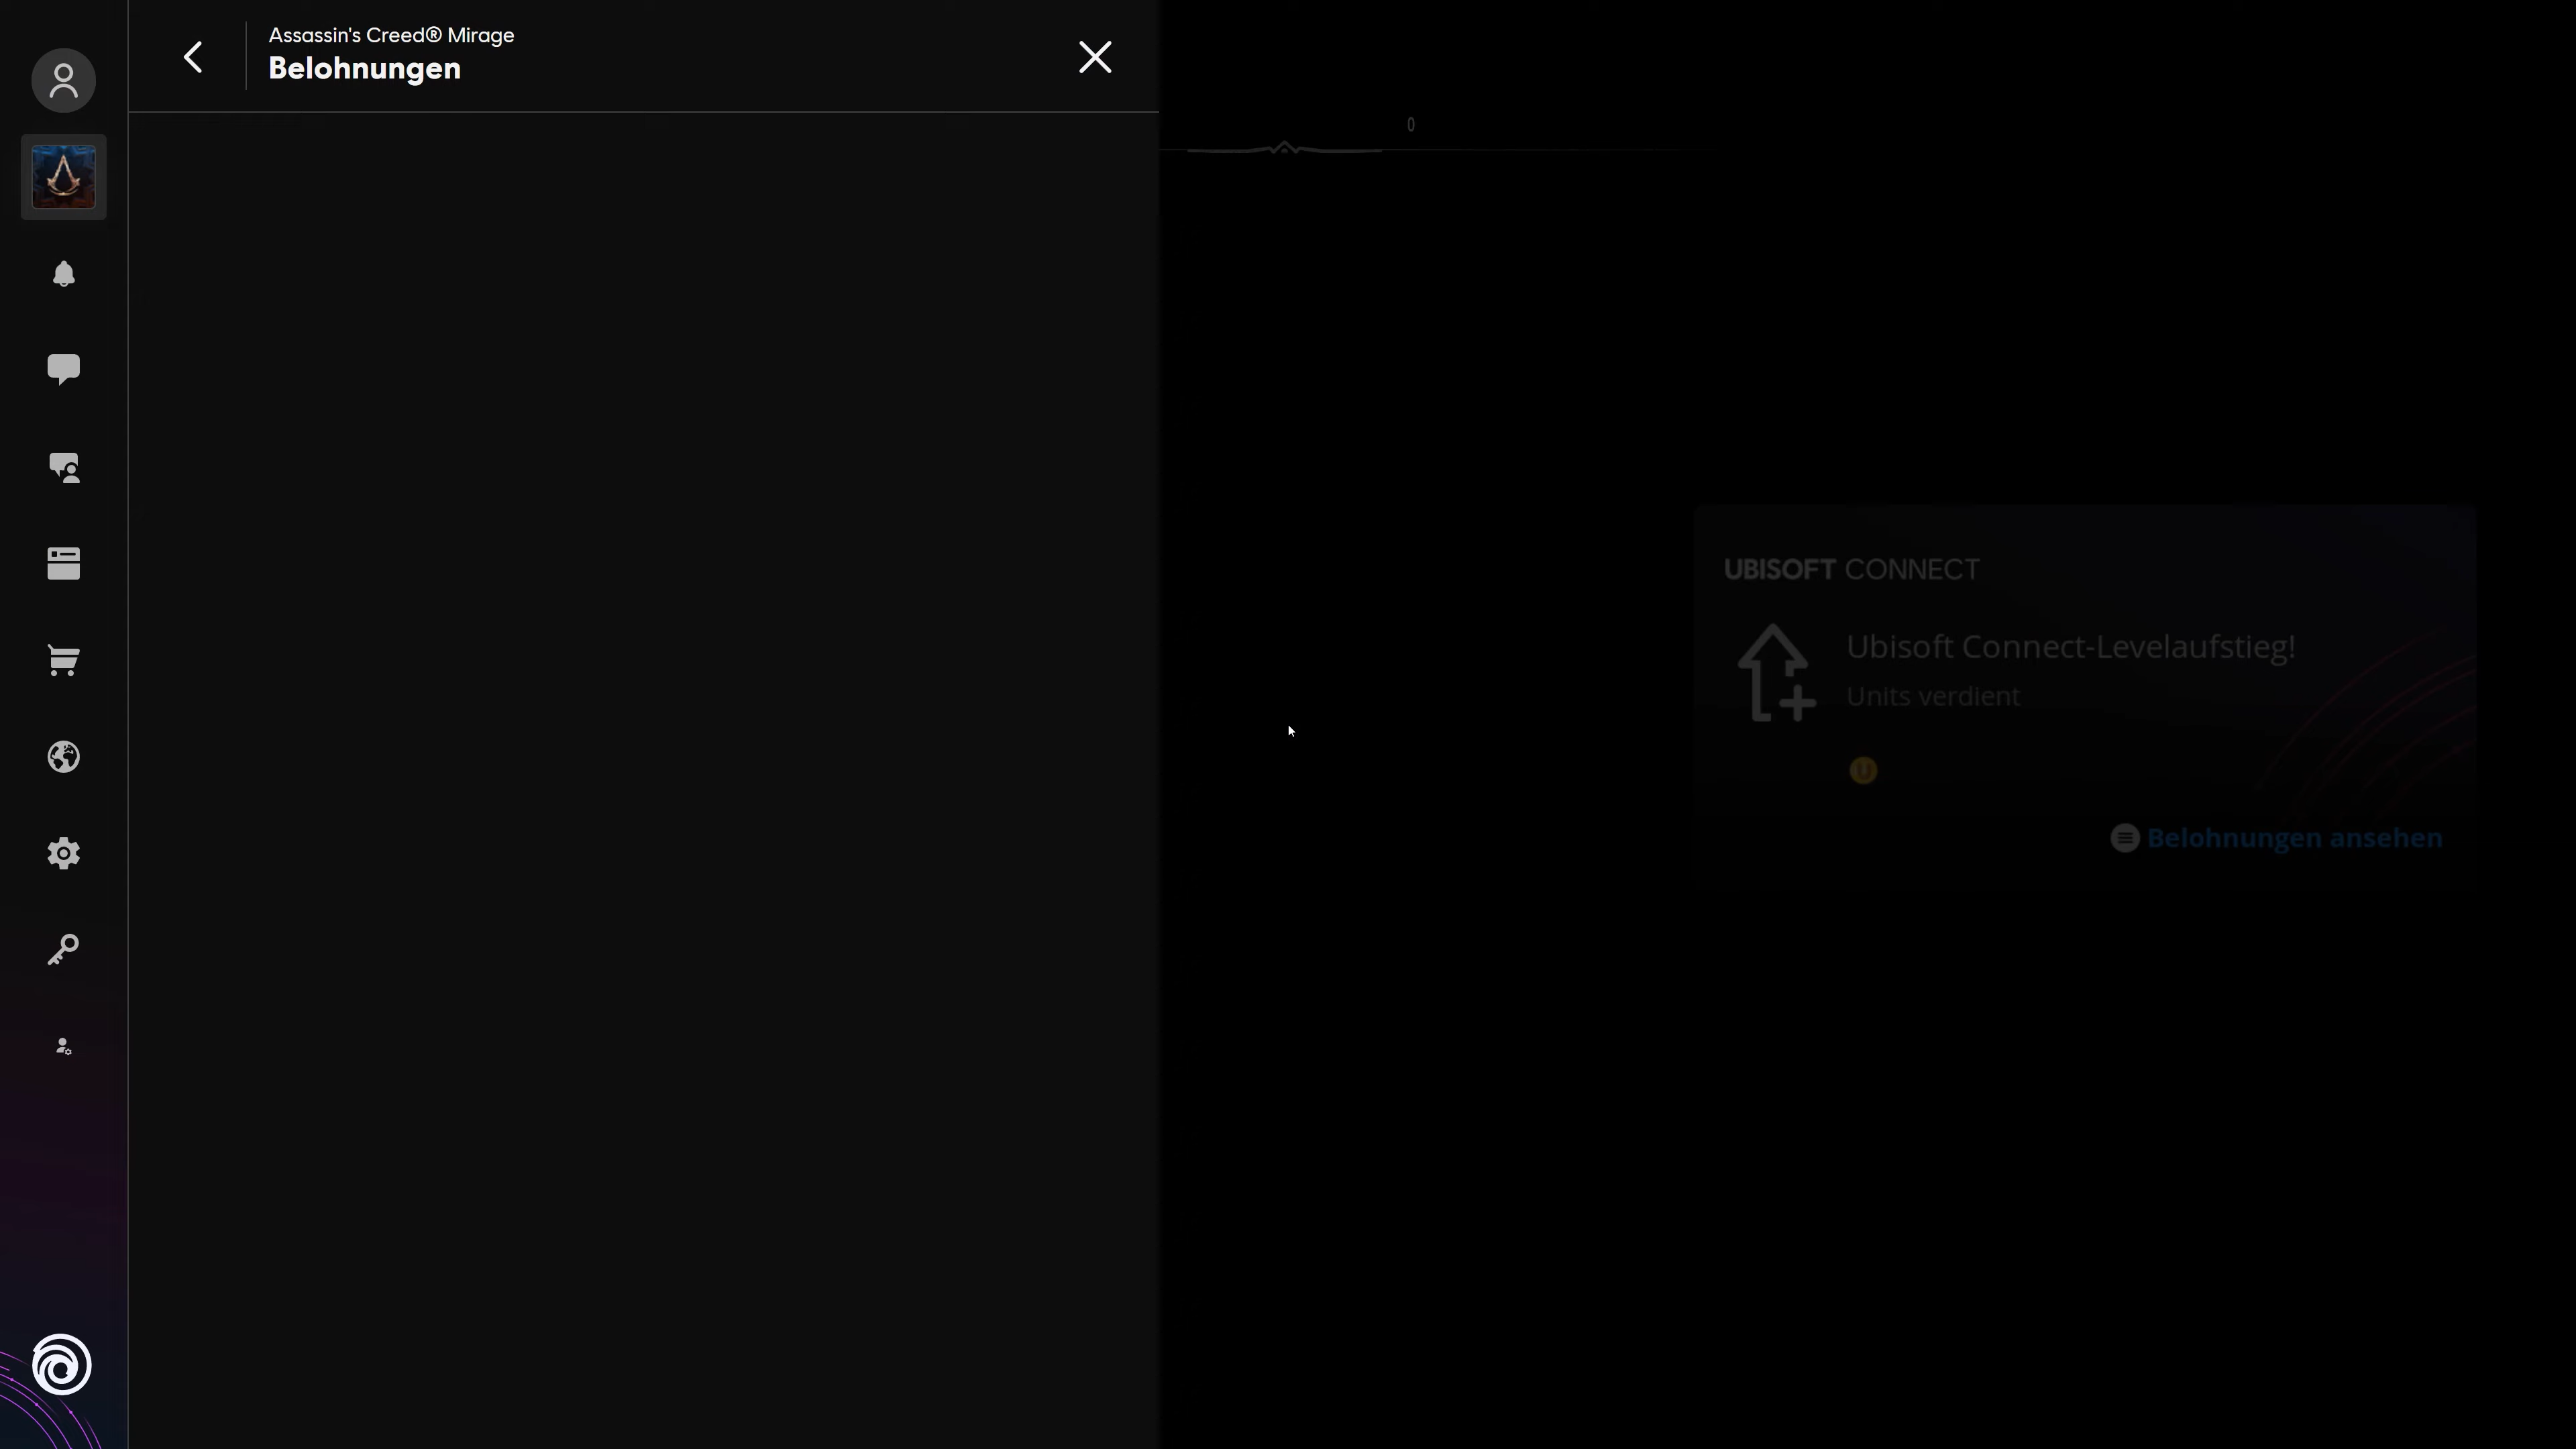 Assassin's Creed® Mirage
Belohnungen
0
UBISOFT CONNECT
Ubisoft Connect-Levelaufstieg!
Units verdient
Belohnungen ansehen